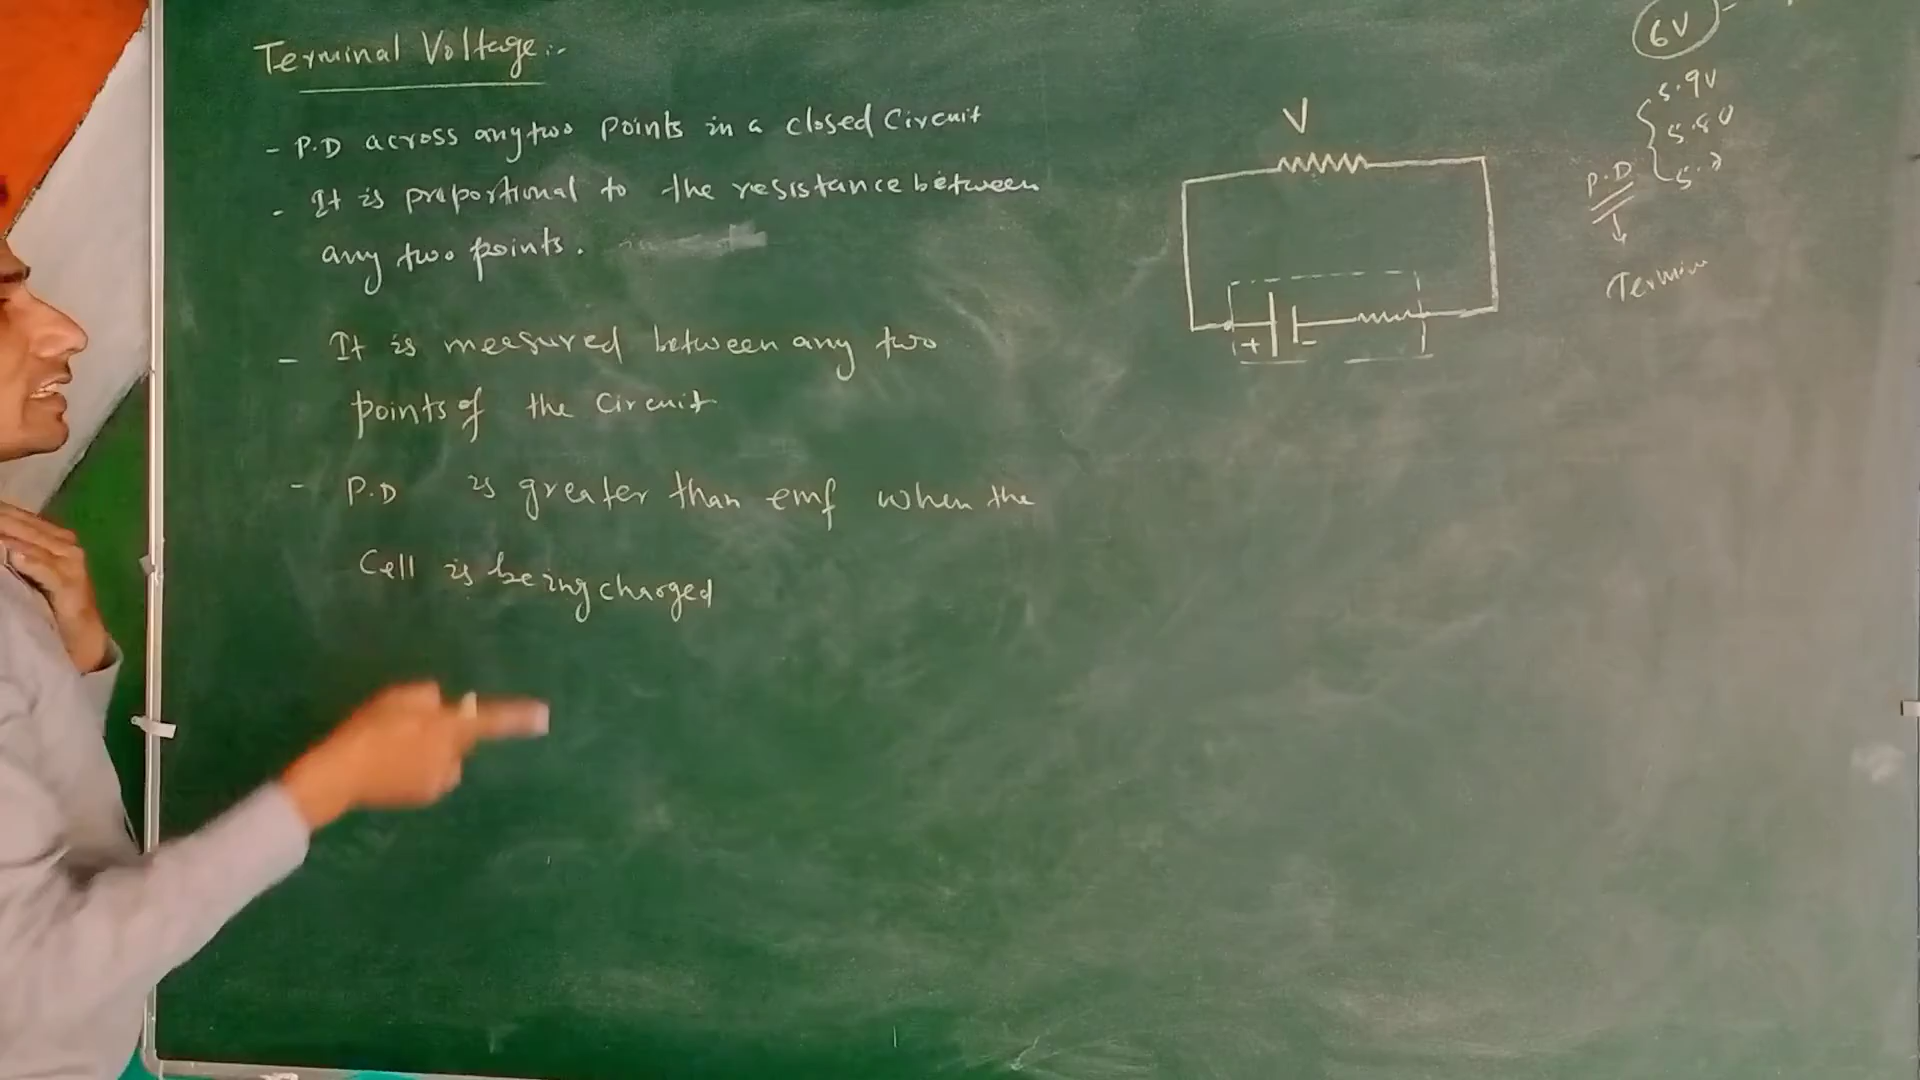 Terminal Voltage:-
- P.D across any two points in a closed circuit
- It is proportional to the resistance between
any two points.
- It is measured between any two
points of the circuit
- P.D is greater than emf when the
Cell is being charged
V
+ -
6V
5.9V
5.8V
P.D